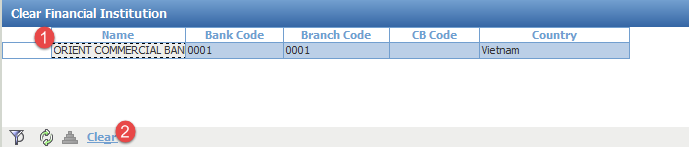 Clear Financial Institution
Name Bank Code Branch Code CB Code Country
1
ORIENT COMMERCIAL BAN 0001 0001 Vietnam
Clear 2